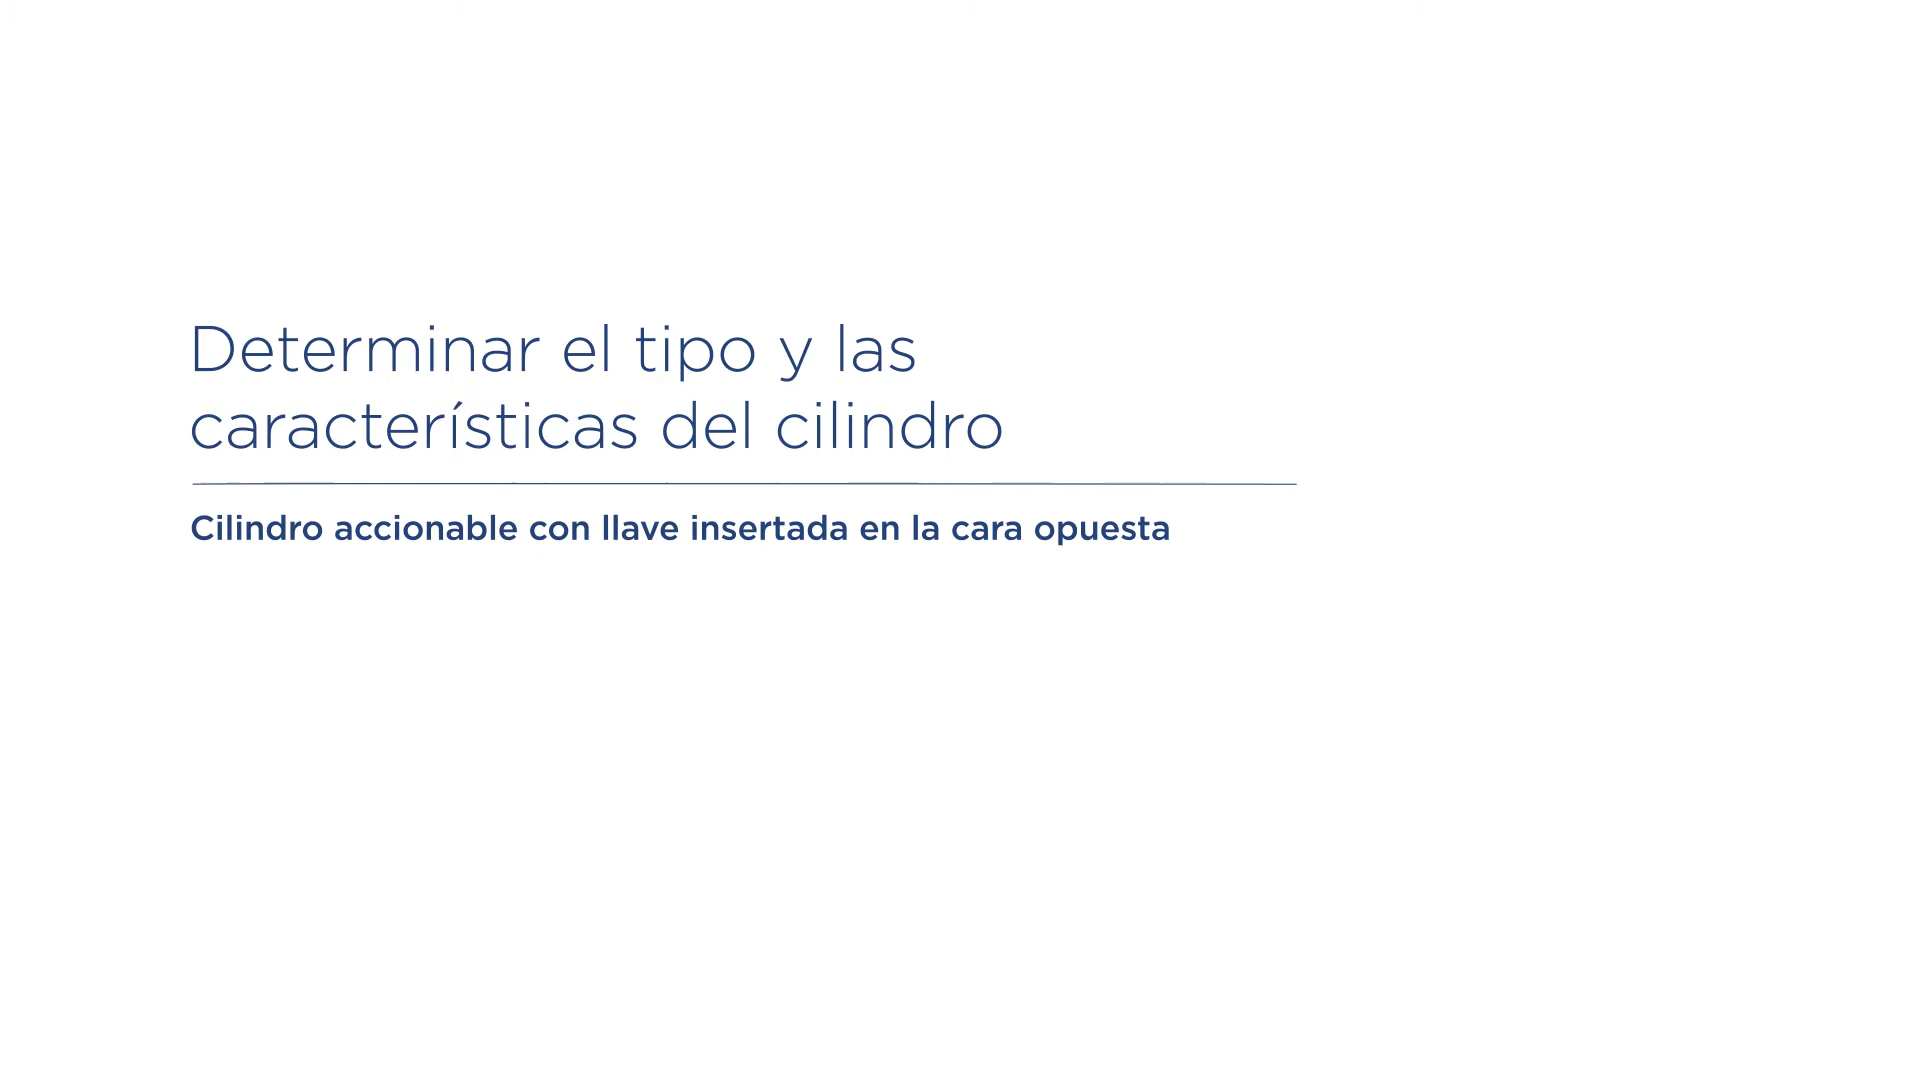 Determinar el tipo y las
características del cilindro
Cilindro accionable con llave insertada en la cara opuesta